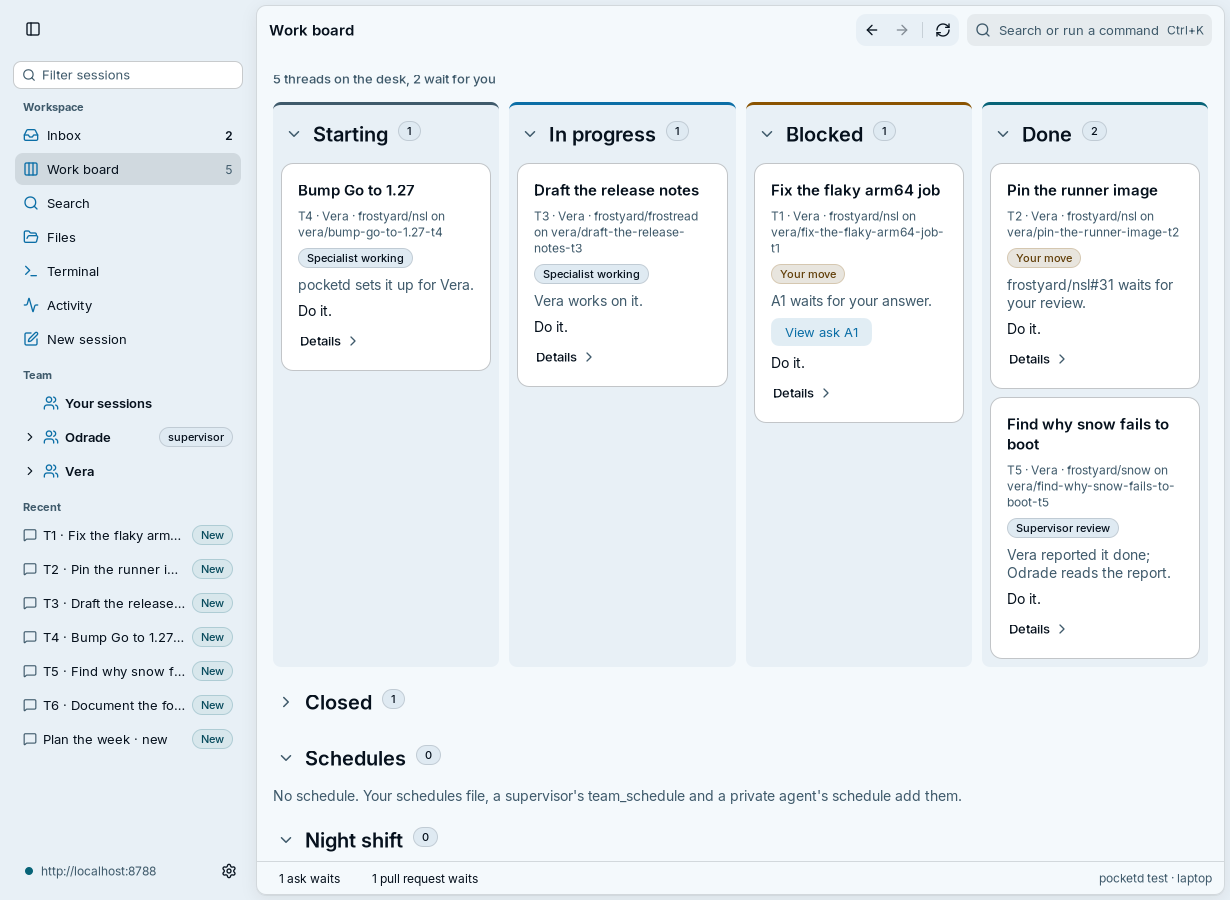 Work board
Search or run a command Ctrl+K
Filter sessions
Workspace
Inbox 2
Work board 5
Search
Files
Terminal
Activity
New session
Team
Your sessions
Odrade supervisor
Vera
Recent
T1 · Fix the flaky arm... New
T2 · Pin the runner i... New
T3 · Draft the release... New
T4 · Bump Go to 1.27... New
T5 · Find why snow f... New
T6 · Document the fo... New
Plan the week · new New
http://localhost:8788
5 threads on the desk, 2 wait for you
Starting 1
Bump Go to 1.27
T4 · Vera · frostyard/nsl on
vera/bump-go-to-1.27-t4
Specialist working
pocketd sets it up for Vera.
Do it.
Details
In progress 1
Draft the release notes
T3 · Vera · frostyard/frostread
on vera/draft-the-release-
notes-t3
Specialist working
Vera works on it.
Do it.
Details
Blocked 1
Fix the flaky arm64 job
T1 · Vera · frostyard/nsl on
vera/fix-the-flaky-arm64-job-
t1
Your move
A1 waits for your answer.
View ask A1
Do it.
Details
Done 2
Pin the runner image
T2 · Vera · frostyard/nsl on
vera/pin-the-runner-image-t2
Your move
frostyard/nsl#31 waits for
your review.
Do it.
Details
Find why snow fails to
boot
T5 · Vera · frostyard/snow on
vera/find-why-snow-fails-to-
boot-t5
Supervisor review
Vera reported it done;
Odrade reads the report.
Do it.
Details
Closed 1
Schedules 0
No schedule. Your schedules file, a supervisor's team_schedule and a private agent's schedule add them.
Night shift 0
1 ask waits 1 pull request waits
pocketd test · laptop